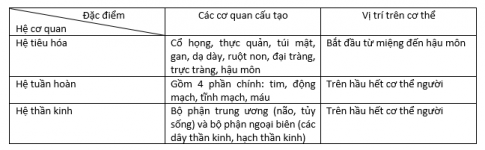 Đặc điểm
Hệ cơ quan
Các cơ quan cấu tạo
Vị trí trên cơ thể
Hệ tiêu hóa
Cổ họng, thực quản, túi mật,
gan, dạ dày, ruột non, đại tràng,
trực tràng, hậu môn
Bắt đầu từ miệng đến hậu môn
Hệ tuần hoàn
Gồm 4 phần chính: tim, động
mạch, tĩnh mạch, máu
Trên hầu hết cơ thể người
Hệ thần kinh
Bộ phận trung ương (não, tủy
sống) và bộ phận ngoại biên (các
dây thần kinh, hạch thần kinh)
Trên hầu hết cơ thể người